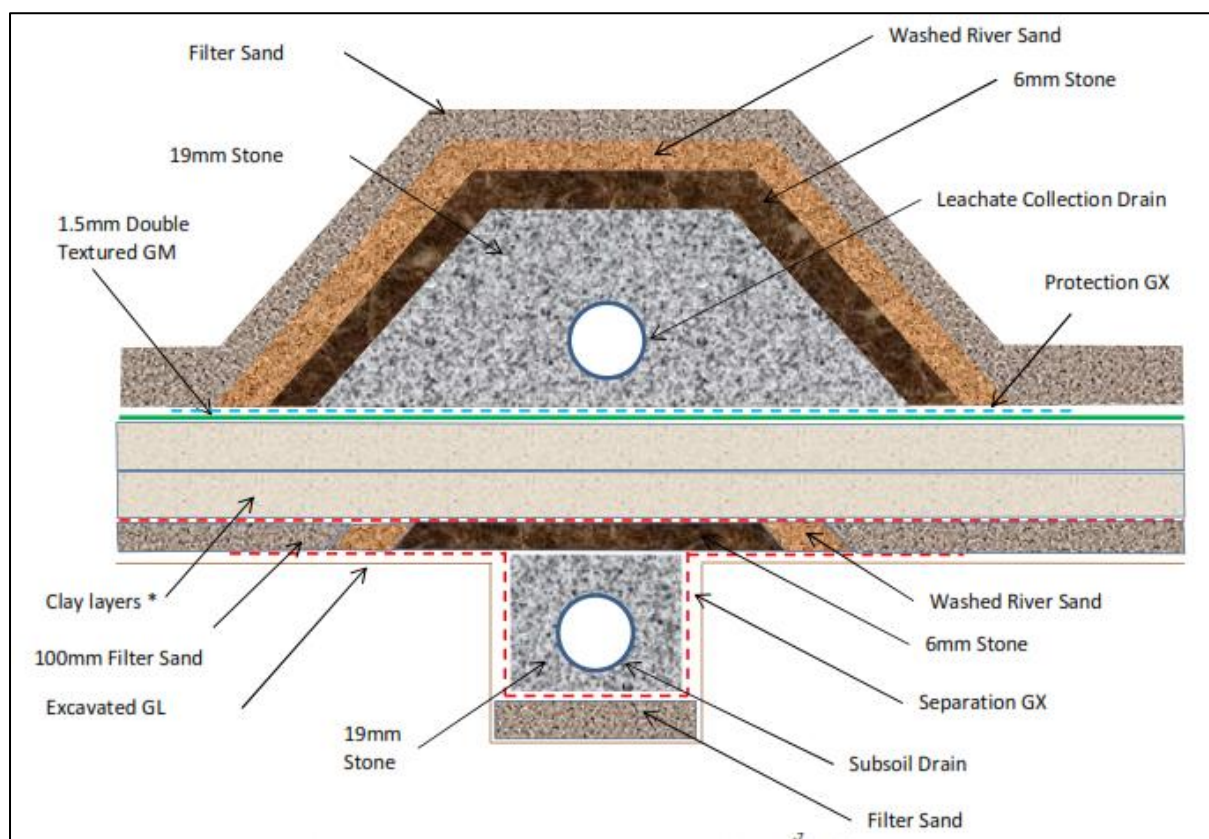 Filter Sand
Washed River Sand
6mm Stone
19mm Stone
Leachate Collection Drain
1.5mm Double
Textured GM
Protection GX
Clay layers *
Washed River Sand
100mm Filter Sand
6mm Stone
Excavated GL
Separation GX
19mm
Stone
Subsoil Drain
Filter Sand